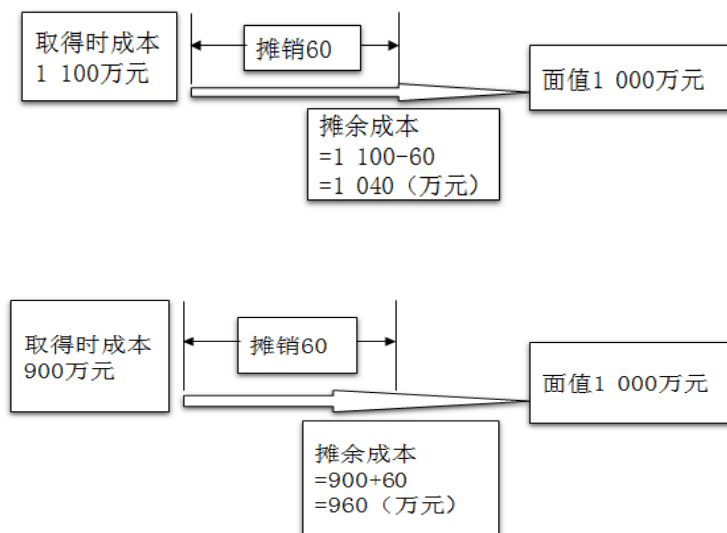 取得时成本
1 100万元
摊销60
面值1 000万元
摊余成本
=1 100-60
=1 040（万元）
取得时成本
900万元
摊销60
面值1 000万元
摊余成本
=900+60
=960（万元）